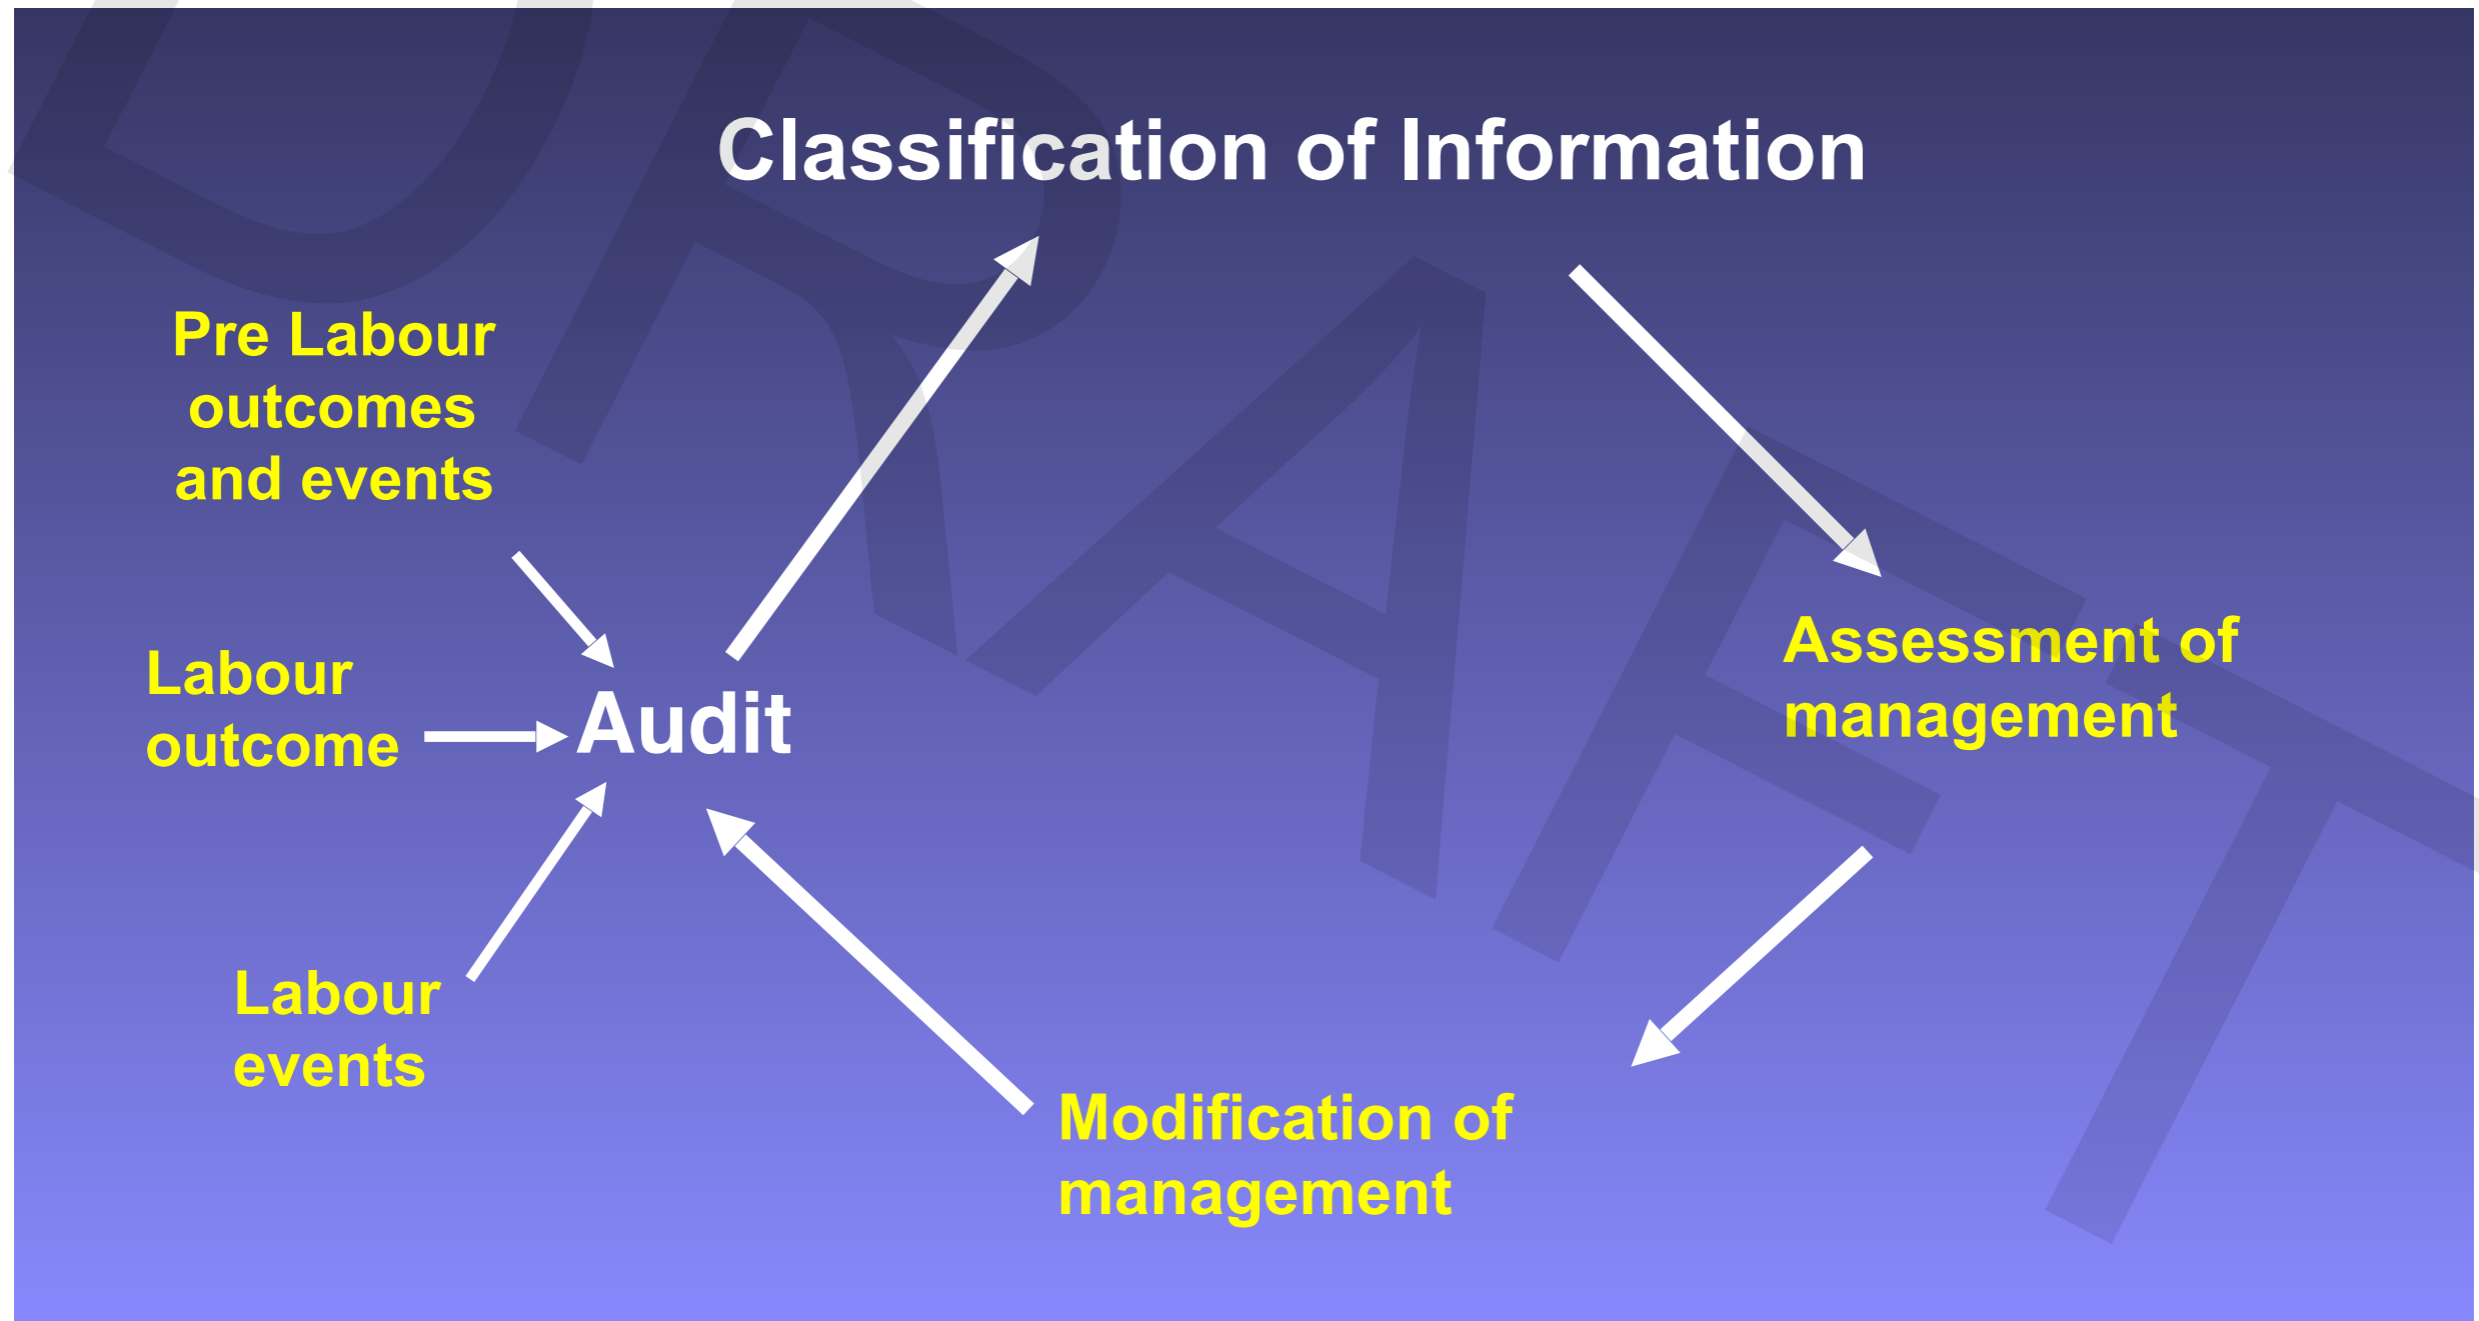 Classification of Information
Pre Labour
outcomes
and events
Labour
outcome
Audit
Assessment of
management
Labour
events
Modification of
management
DRAFT